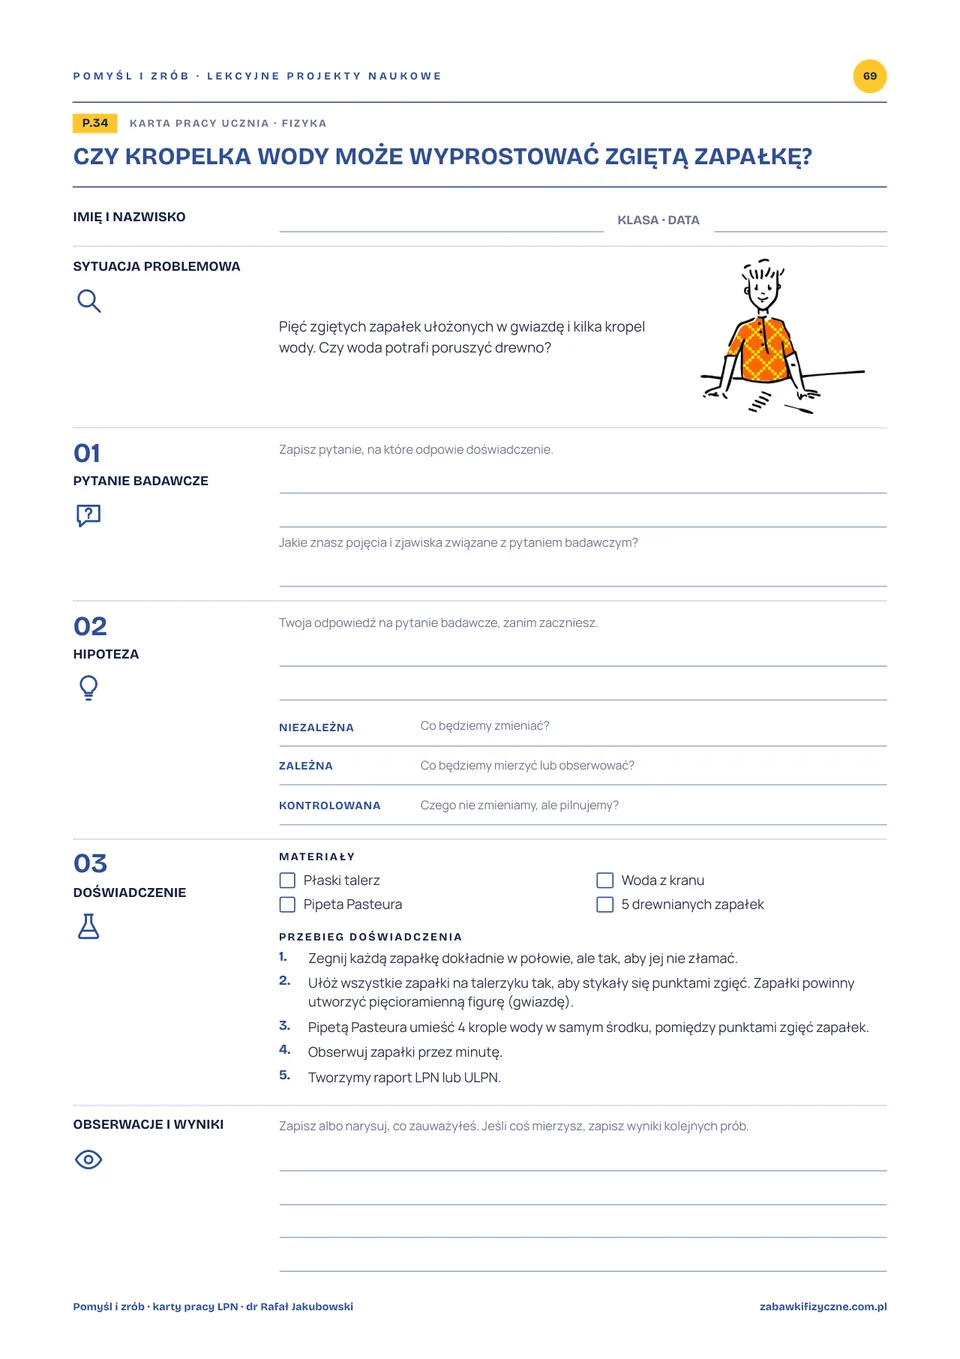 POMYŚL I ZRÓB · LEKCYJNE PROJEKTY NAUKOWE
69
P.34 KARTA PRACY UCZNIA · FIZYKA
CZY KROPELKA WODY MOŻE WYPROSTOWAĆ ZGIĘTĄ ZAPAŁKĘ?
IMIĘ I NAZWISKO
KLASA · DATA
SYTUACJA PROBLEMOWA
Pięć zgiętych zapałek ułożonych w gwiazdę i kilka kropel
wody. Czy woda potrafi poruszyć drewno?
01
PYTANIE BADAWCZE
Zapisz pytanie, na które odpowie doświadczenie.
Jakie znasz pojęcia i zjawiska związane z pytaniem badawczym?
02
HIPOTEZA
Twoja odpowiedź na pytanie badawcze, zanim zaczniesz.
NIEZALEŻNA Co będziemy zmieniać?
ZALEŻNA Co będziemy mierzyć lub obserwować?
KONTROLOWANA Czego nie zmieniamy, ale pilnujemy?
03
DOŚWIADCZENIE
MATERIAŁY
Płaski talerz
Woda z kranu
Pipeta Pasteura
5 drewnianych zapałek
PRZEBIEG DOŚWIADCZENIA
1. Zegnij każdą zapałkę dokładnie w połowie, ale tak, aby jej nie złamać.
2. Ułóż wszystkie zapałki na talerzyku tak, aby stykały się punktami zgięć. Zapałki powinny
utworzyć pięcioramienną figurę (gwiazdę).
3. Pipetą Pasteura umieść 4 krople wody w samym środku, pomiędzy punktami zgięć zapałek.
4. Obserwuj zapałki przez minutę.
5. Tworzymy raport LPN lub ULPN.
OBSERWACJE I WYNIKI
Zapisz albo narysuj, co zauważyłeś. Jeśli coś mierzysz, zapisz wyniki kolejnych prób.
Pomyśl i zrób · karty pracy LPN · dr Rafał Jakubowski
zabawkifizyczne.com.pl